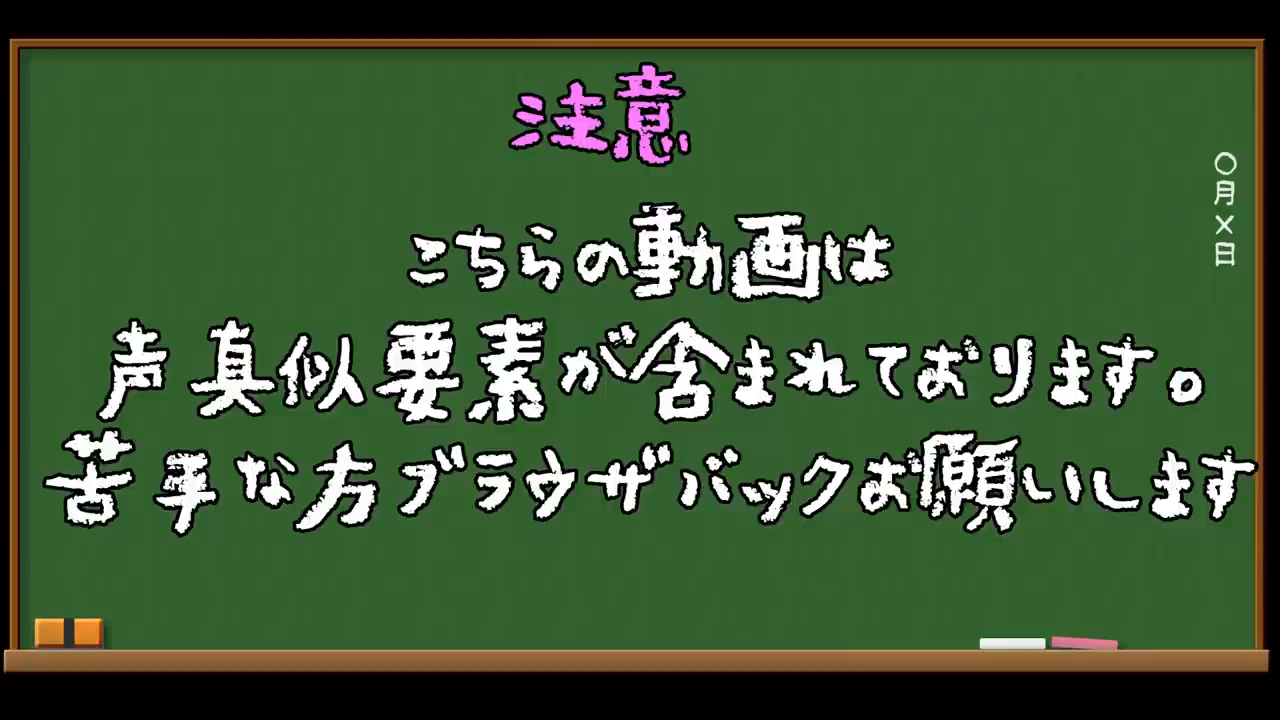 注意
こちらの動画は
声真似要素が含まれております。
苦手な方ブラウザバックお願いします
〇月×日